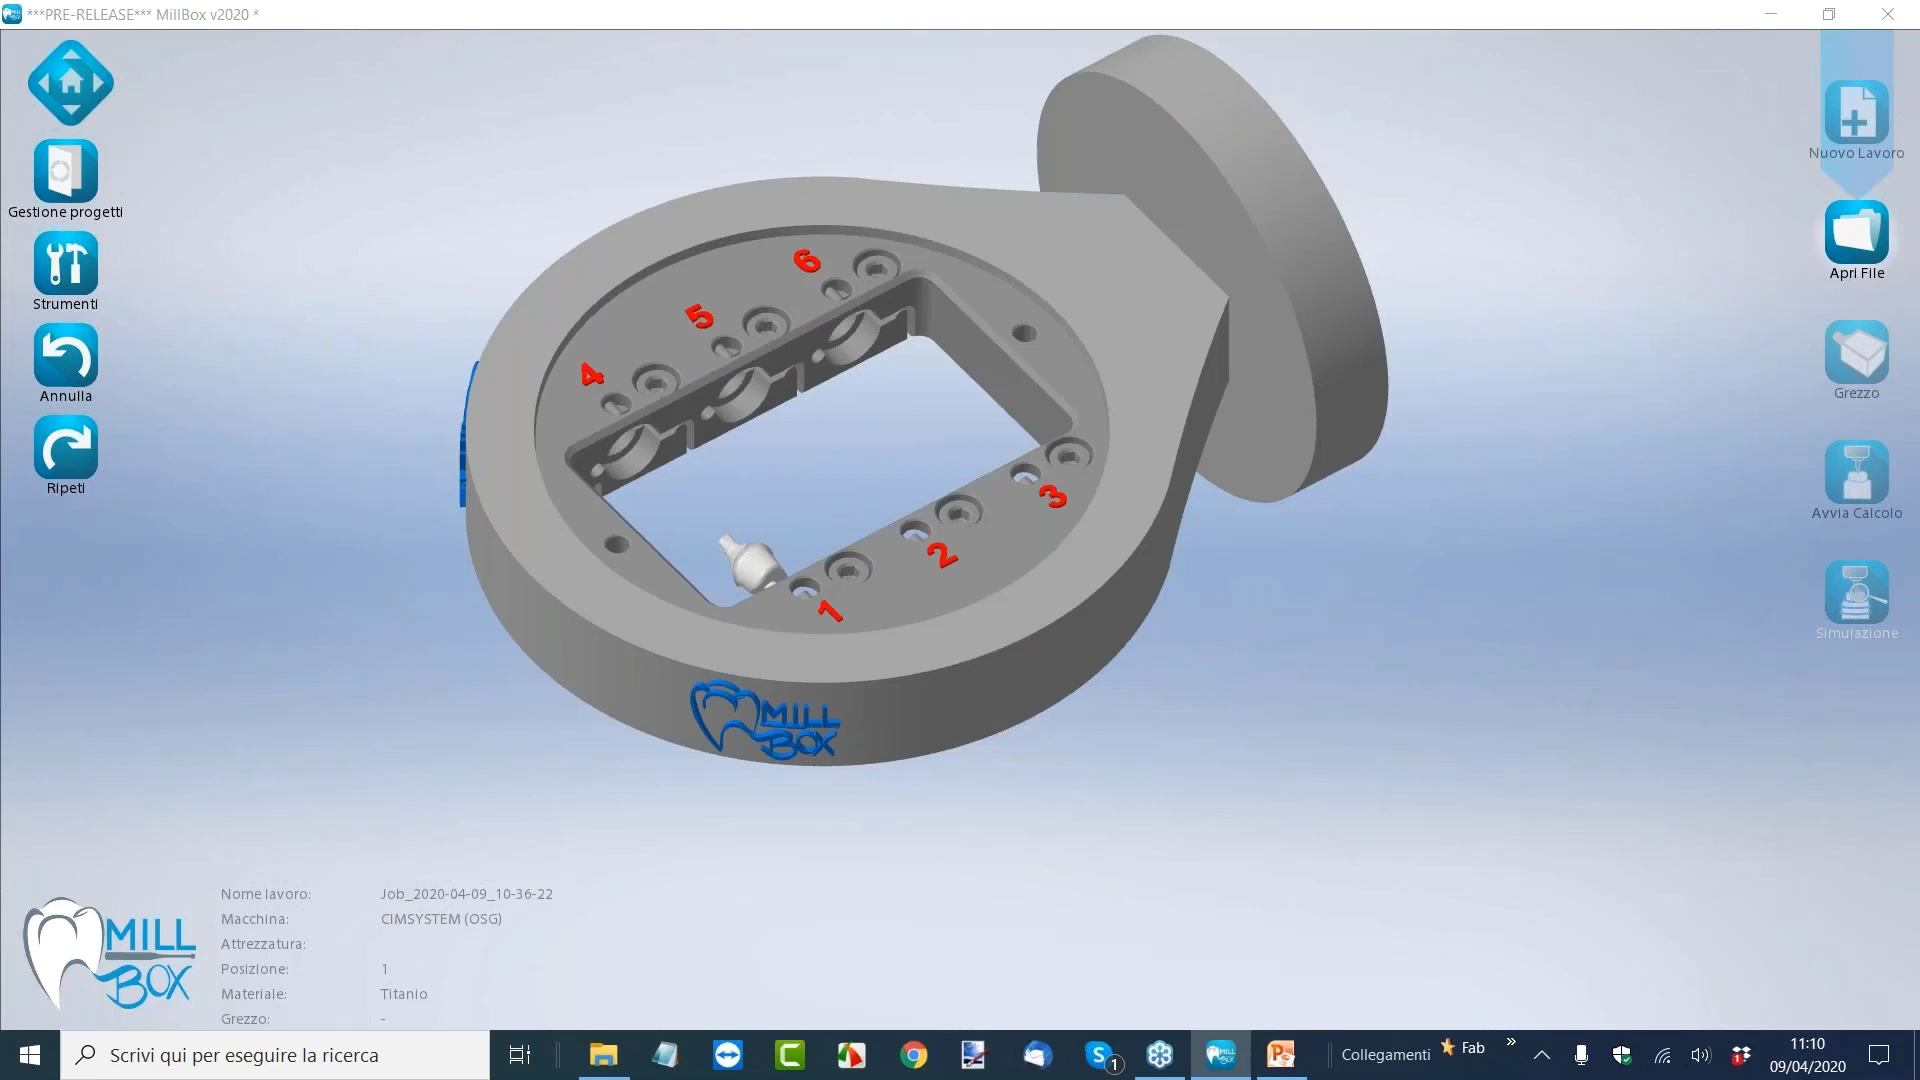 ***PRE-RELEASE*** MillBox v2020 *
Gestione progetti
Strumenti
Annulla
Ripeti
Nuovo Lavoro
Apri File
Grezzo
Avvia Calcolo
Simulazione
6
5
4
3
2
1
MILL
BOX
MILL
BOX
Nome lavoro: Job_2020-04-09_10-36-22
Macchina: CIMSYSTEM (OSG)
Attrezzatura:
Posizione: 1
Materiale: Titanio
Grezzo: -
Scrivi qui per eseguire la ricerca
Collegamenti
Fab
11:10
09/04/2020